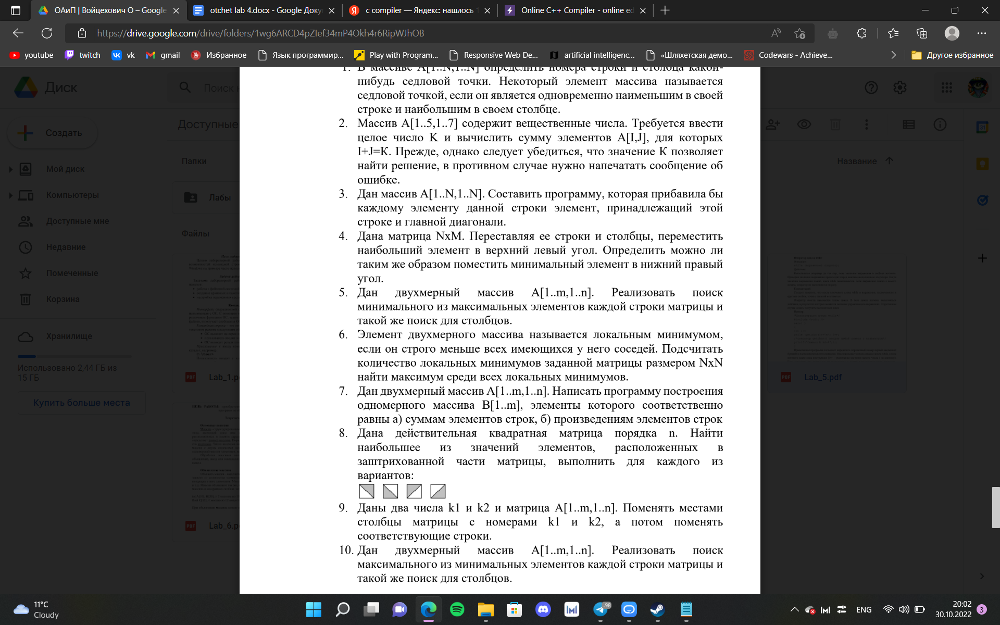 ОАиП | Войцехович О – Google
otchet lab 4.docx - Google Доку
c compiler — Яндекс: нашлось 1
Online C++ Compiler - online ed
https://drive.google.com/drive/folders/1wg6ARCD4pZIef34mP4Okh4r6RipWJhOB
youtube
twitch
vk
gmail
Избранное
Язык программир...
Play with Program...
Responsive Web De...
artificial intelligenc...
«Шляхетская демо...
Codewars - Achieve...
Другое избранное
Диск
Поиск н
Создать
Доступные
Папки
Название
Мой диск
Компьютеры
Лабы
Доступные мне
Файлы
Недавние
Помеченные
Корзина
Хранилище
Использовано 2,44 ГБ из
15 ГБ
Купить больше места
PDF Lab_1.p
PDF Lab_6.p
PDF Lab_5.pdf
1. В массиве A[1..N,1..N] определить номера строки и столбца какой-
нибудь седловой точки. Некоторый элемент массива называется
седловой точкой, если он является одновременно наименьшим в своей
строке и наибольшим в своем столбце.
2. Массив A[1..5,1..7] содержит вещественные числа. Требуется ввести
целое число K и вычислить сумму элементов A[I,J], для которых
I+J=K. Прежде, однако следует убедиться, что значение К позволяет
найти решение, в противном случае нужно напечатать сообщение об
ошибке.
3. Дан массив A[1..N,1..N]. Составить программу, которая прибавила бы
каждому элементу данной строки элемент, принадлежащий этой
строке и главной диагонали.
4. Дана матрица NxM. Переставляя ее строки и столбцы, переместить
наибольший элемент в верхний левый угол. Определить можно ли
таким же образом поместить минимальный элемент в нижний правый
угол.
5. Дан двухмерный массив A[1..m,1..n]. Реализовать поиск
минимального из максимальных элементов каждой строки матрицы и
такой же поиск для столбцов.
6. Элемент двухмерного массива называется локальным минимумом,
если он строго меньше всех имеющихся у него соседей. Подсчитать
количество локальных минимумов заданной матрицы размером NxN
найти максимум среди всех локальных минимумов.
7. Дан двухмерный массив A[1..m,1..n]. Написать программу построения
одномерного массива B[1..m], элементы которого соответственно
равны а) суммам элементов строк, б) произведениям элементов строк
8. Дана действительная квадратная матрица порядка n. Найти
наибольшее из значений элементов, расположенных в
заштрихованной части матрицы, выполнить для каждого из
вариантов:
9. Даны два числа k1 и k2 и матрица A[1..m,1..n]. Поменять местами
столбцы матрицы с номерами k1 и k2, а потом поменять
соответствующие строки.
10. Дан двухмерный массив A[1..m,1..n]. Реализовать поиск
максимального из минимальных элементов каждой строки матрицы и
такой же поиск для столбцов.
11°C
Cloudy
98
ENG
20:02
30.10.2022
3